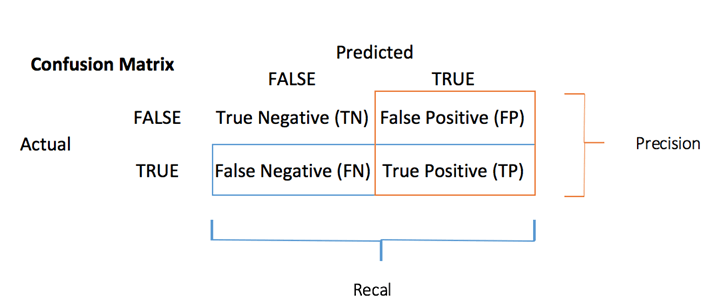 Predicted
Confusion Matrix
FALSE TRUE
FALSE True Negative (TN) False Positive (FP)
Actual Precision
TRUE False Negative (FN) True Positive (TP)
Recal